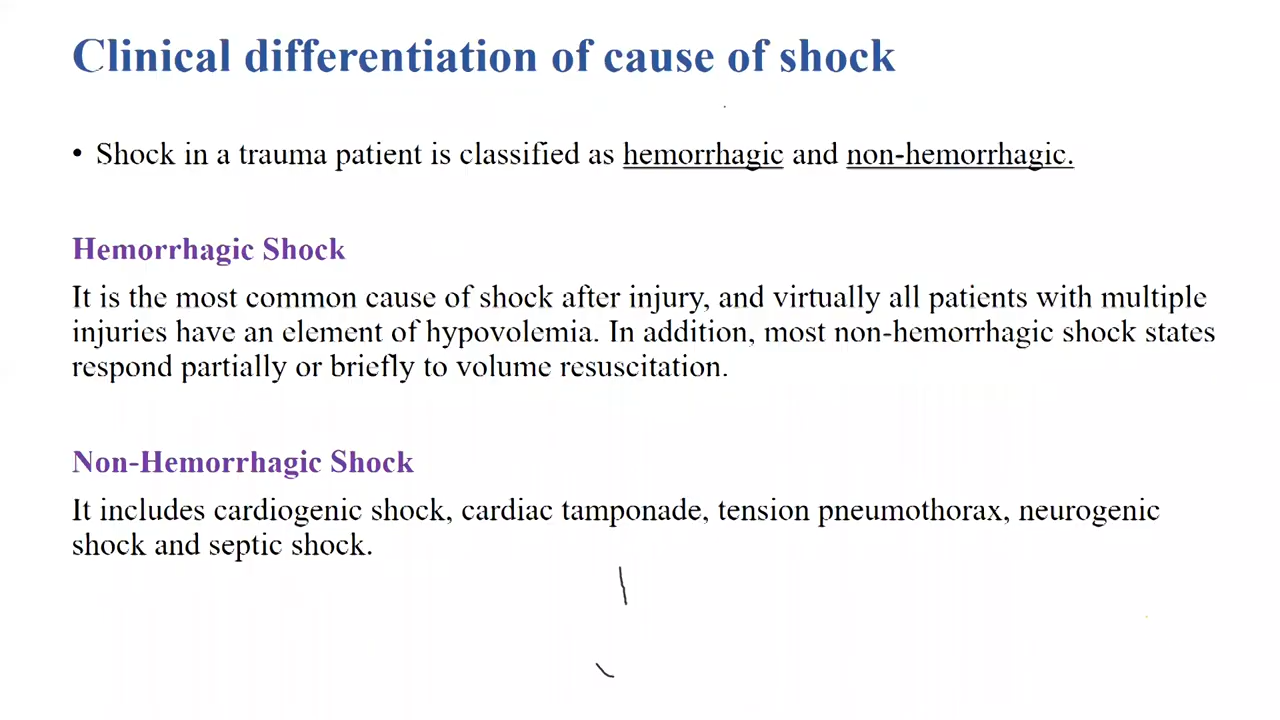 Clinical differentiation of cause of shock
• Shock in a trauma patient is classified as hemorrhagic and non-hemorrhagic.
Hemorrhagic Shock
It is the most common cause of shock after injury, and virtually all patients with multiple
injuries have an element of hypovolemia. In addition, most non-hemorrhagic shock states
respond partially or briefly to volume resuscitation.
Non-Hemorrhagic Shock
It includes cardiogenic shock, cardiac tamponade, tension pneumothorax, neurogenic
shock and septic shock.